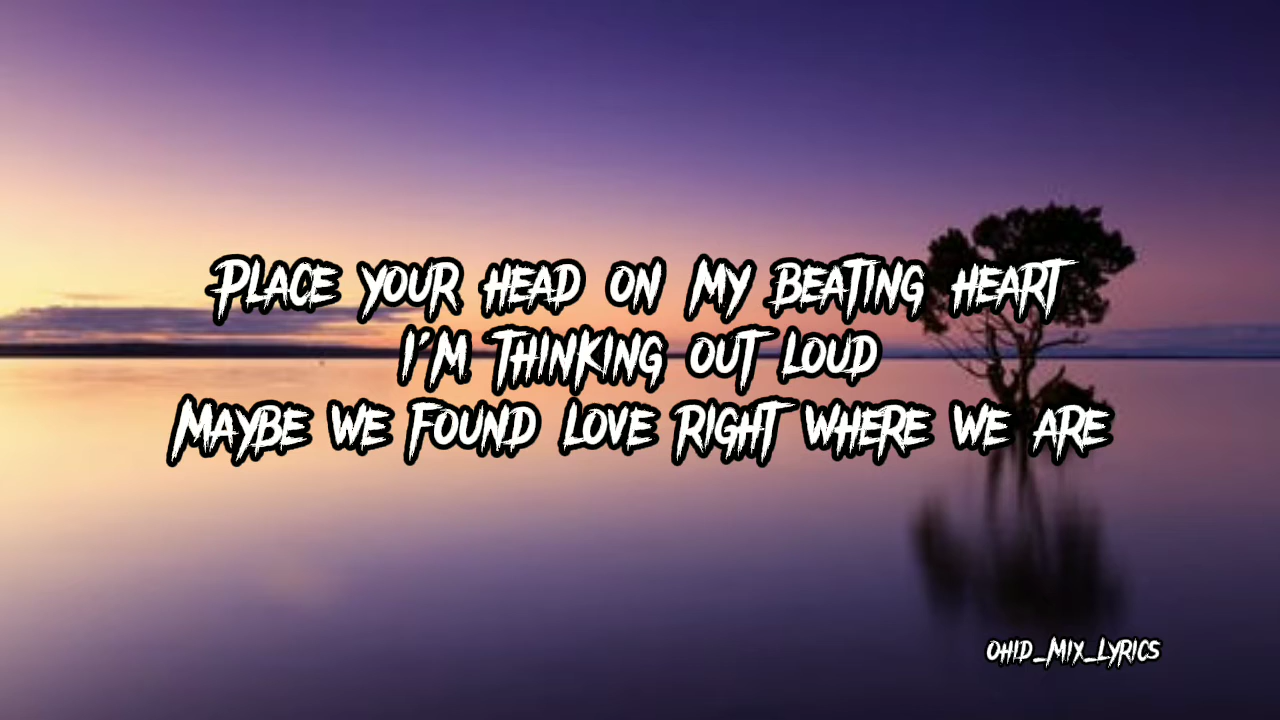 Place your head on my beating heart
I'm thinking out loud
Maybe we found love right where we are
Ohid_Mix_Lyrics